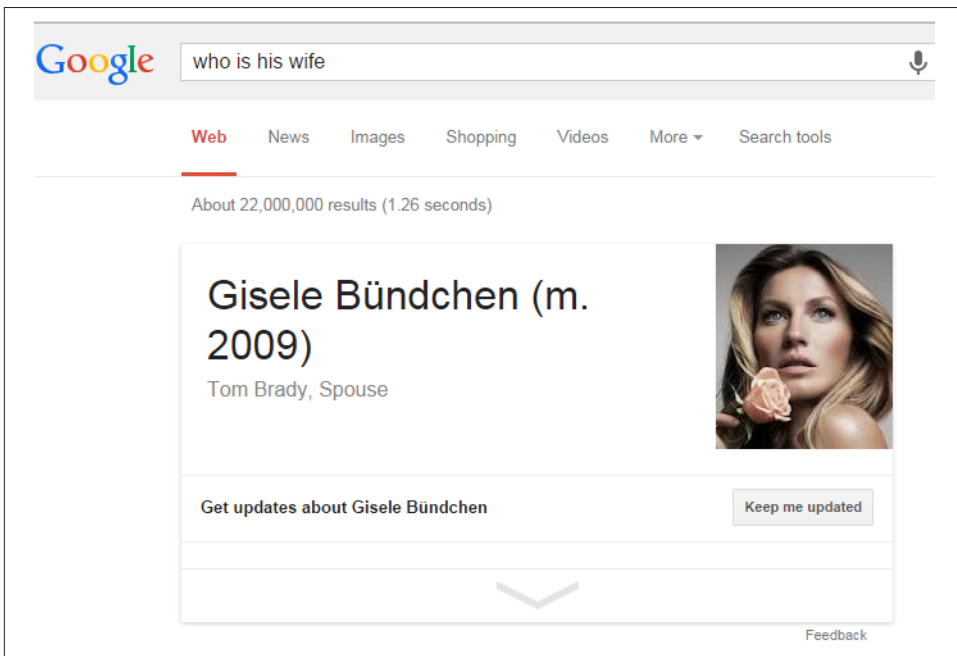 Google who is his wife
Web News Images Shopping Videos More Search tools
About 22,000,000 results (1.26 seconds)
Gisele Bündchen (m.
2009)
Tom Brady, Spouse
Get updates about Gisele Bündchen Keep me updated
Feedback